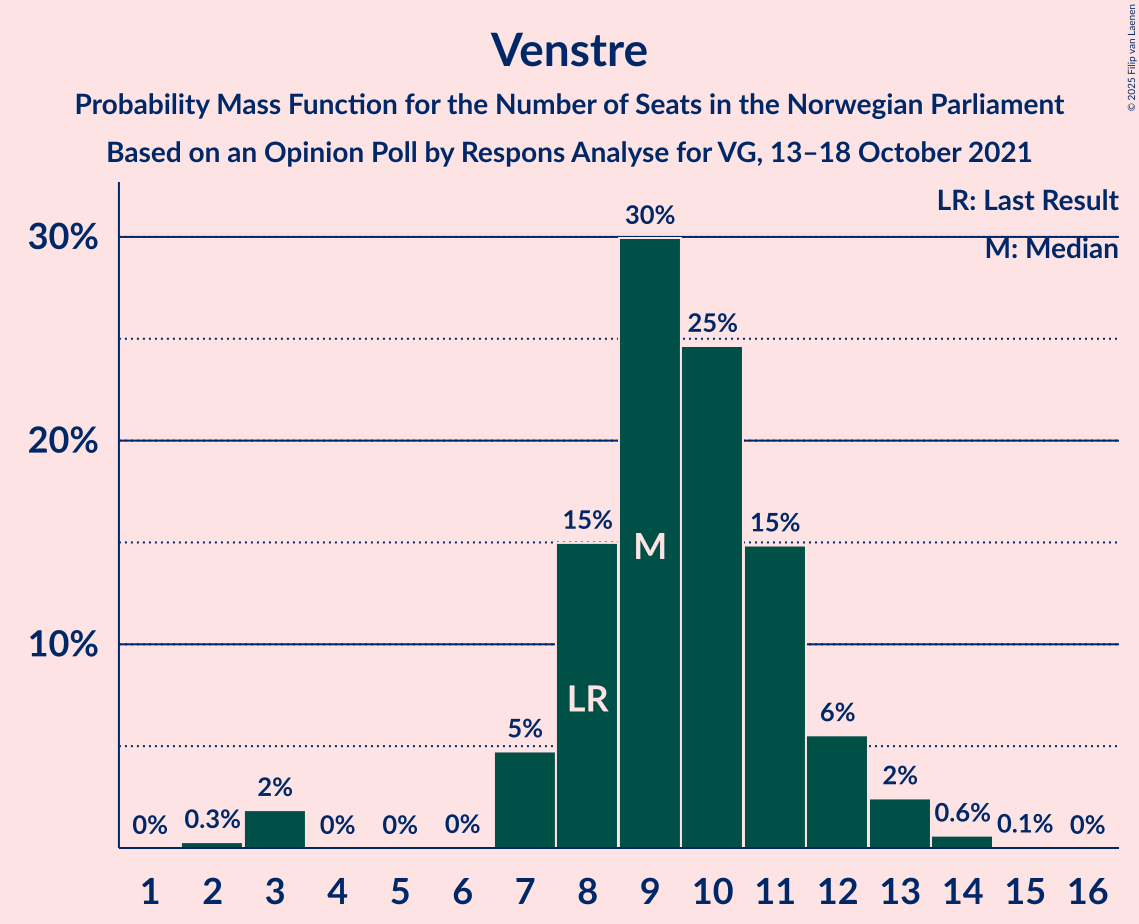 Venstre
Probability Mass Function for the Number of Seats in the Norwegian Parliament
Based on an Opinion Poll by Respons Analyse for VG, 13–18 October 2021
© 2025 Filip van Laenen
LR: Last Result
M: Median
30%
20%
10%
0%
0.3%
2%
0%
0%
0%
5%
15%
30%
25%
15%
6%
2%
0.6%
0.1%
0%
LR
M
1 2 3 4 5 6 7 8 9 10 11 12 13 14 15 16